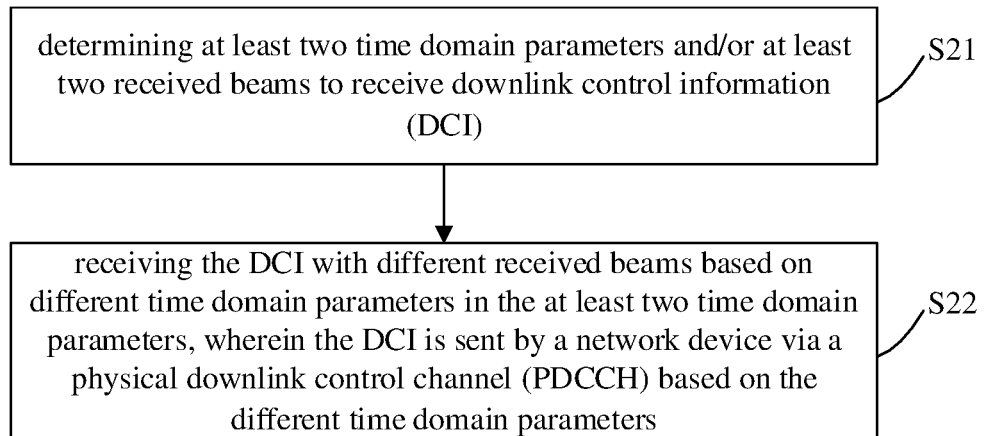 determining at least two time domain parameters and/or at least
two received beams to receive downlink control information
(DCI)
S21
receiving the DCI with different received beams based on
different time domain parameters in the at least two time domain
parameters, wherein the DCI is sent by a network device via a
physical downlink control channel (PDCCH) based on the
different time domain parameters
S22